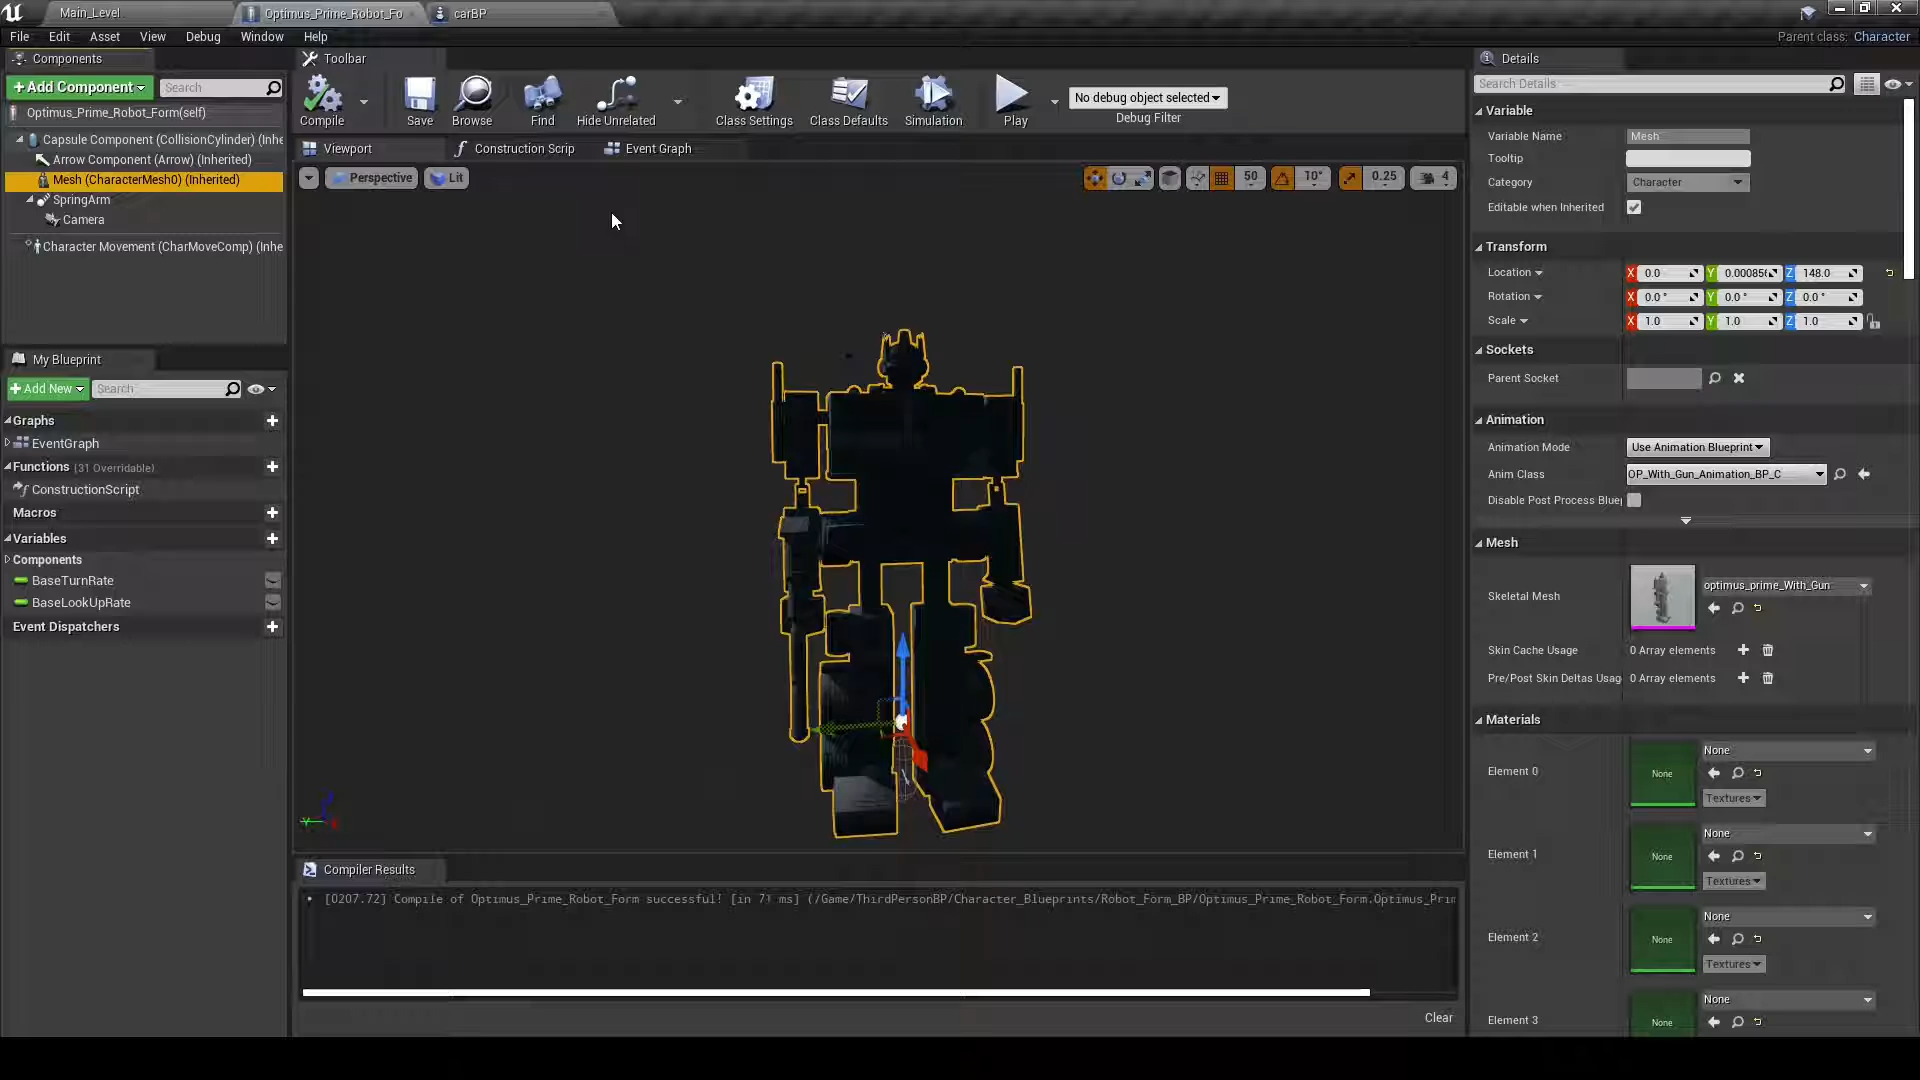 Main_Level
Optimus_Prime_Robot_Fo
carBP
File
Edit
Asset
View
Debug
Window
Help
Parent class: Character
Components
Toolbar
Details
+Add Component
Search
Search Details
Compile
Save
Browse
Find
Hide Unrelated
Class Settings
Class Defaults
Simulation
Play
No debug object selected
Debug Filter
Optimus_Prime_Robot_Form(self)
Capsule Component (CollisionCylinder) (Inhe
Arrow Component (Arrow) (Inherited)
Mesh (CharacterMesh0) (Inherited)
SpringArm
Camera
Character Movement (CharMoveComp) (Inhe
Viewport
Construction Scrip
Event Graph
Perspective
Lit
50
10°
0.25
4
My Blueprint
+Add New
Search
Graphs
EventGraph
Functions (31 Overridable)
ConstructionScript
Macros
Variables
Components
BaseTurnRate
BaseLookUpRate
Event Dispatchers
Compiler Results
[0207.72] Compile of Optimus_Prime_Robot_Form successful! [in 71 ms] (/Game/ThirdPersonBP/Character_Blueprints/Robot_Form_BP/Optimus_Prime_Robot_Form.Optimus_Prim
Clear
Variable
Variable Name
Mesh
Tooltip
Category
Character
Editable when Inherited
Transform
Location
X 0.0
Y 0.00085
Z 148.0
Rotation
X 0.0 °
Y 0.0 °
Z 0.0 °
Scale
X 1.0
Y 1.0
Z 1.0
Sockets
Parent Socket
Animation
Animation Mode
Use Animation Blueprint
Anim Class
OP_With_Gun_Animation_BP_C
Disable Post Process Bluep
Mesh
Skeletal Mesh
optimus_prime_With_Gun
Skin Cache Usage
0 Array elements
Pre/Post Skin Deltas Usag
0 Array elements
Materials
Element 0
None
None
Textures
Element 1
None
None
Textures
Element 2
None
None
Textures
Element 3
None
None